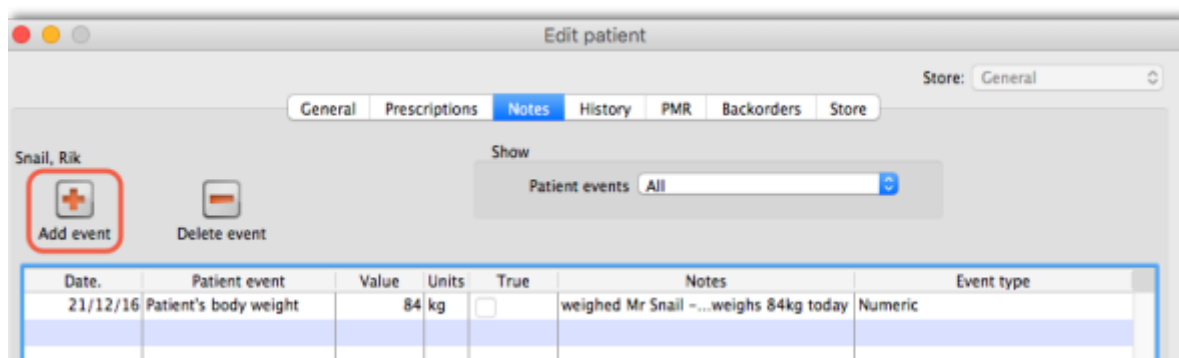 Edit patient
Store: General
General Prescriptions Notes History PMR Backorders Store
Snail, Rik
Show
Patient events All
Add event Delete event
Date. Patient event Value Units True Notes Event type
21/12/16 Patient's body weight 84 kg weighed Mr Snail -...weighs 84kg today Numeric